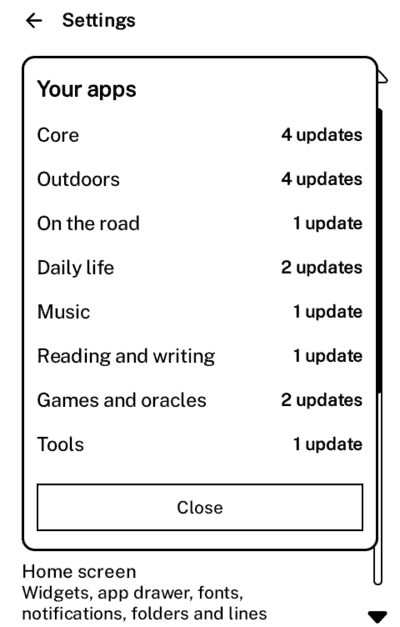 Settings
Your apps
Core 4 updates
Outdoors 4 updates
On the road 1 update
Daily life 2 updates
Music 1 update
Reading and writing 1 update
Games and oracles 2 updates
Tools 1 update
Close
Home screen
Widgets, app drawer, fonts,
notifications, folders and lines